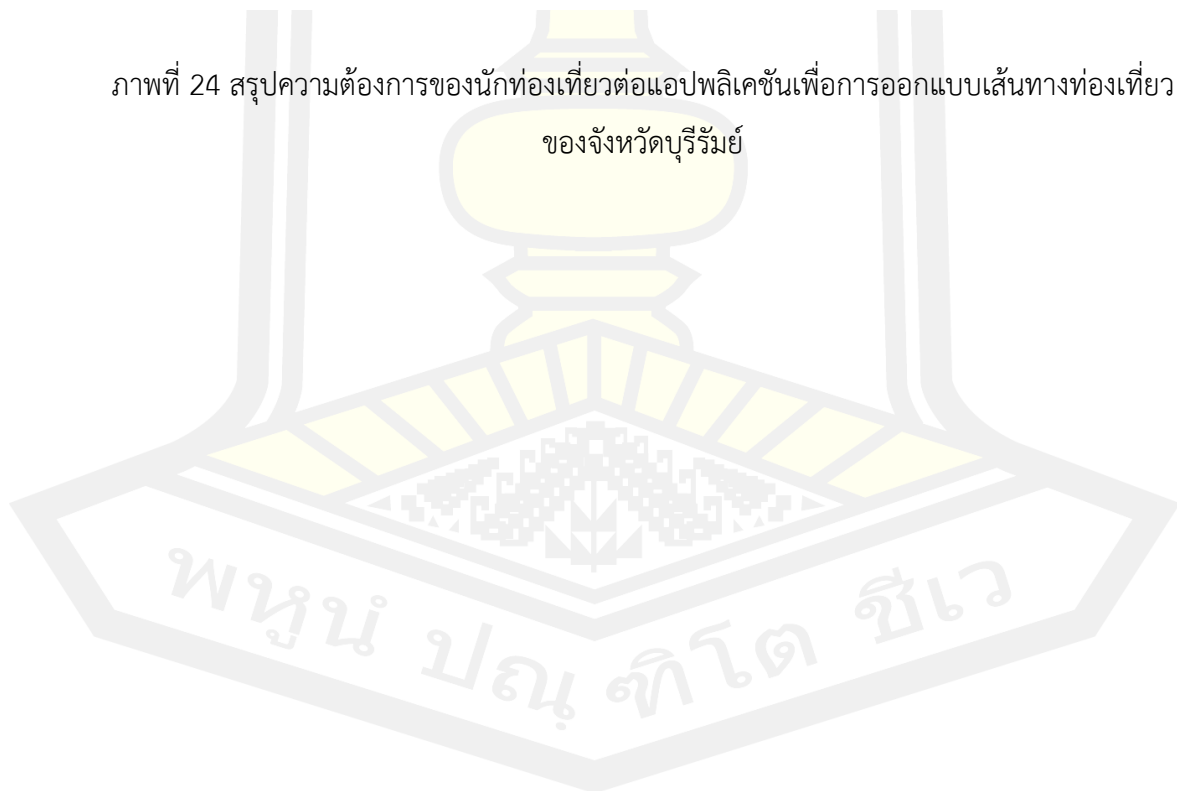 ภาพที่ 24 สรุปความต้องการของนักท่องเที่ยวต่อแอปพลิเคชันเพื่อการออกแบบเส้นทางท่องเที่ยว
ของจังหวัดบุรีรัมย์
พหูนํ ปณฺฑิโต ชีเว